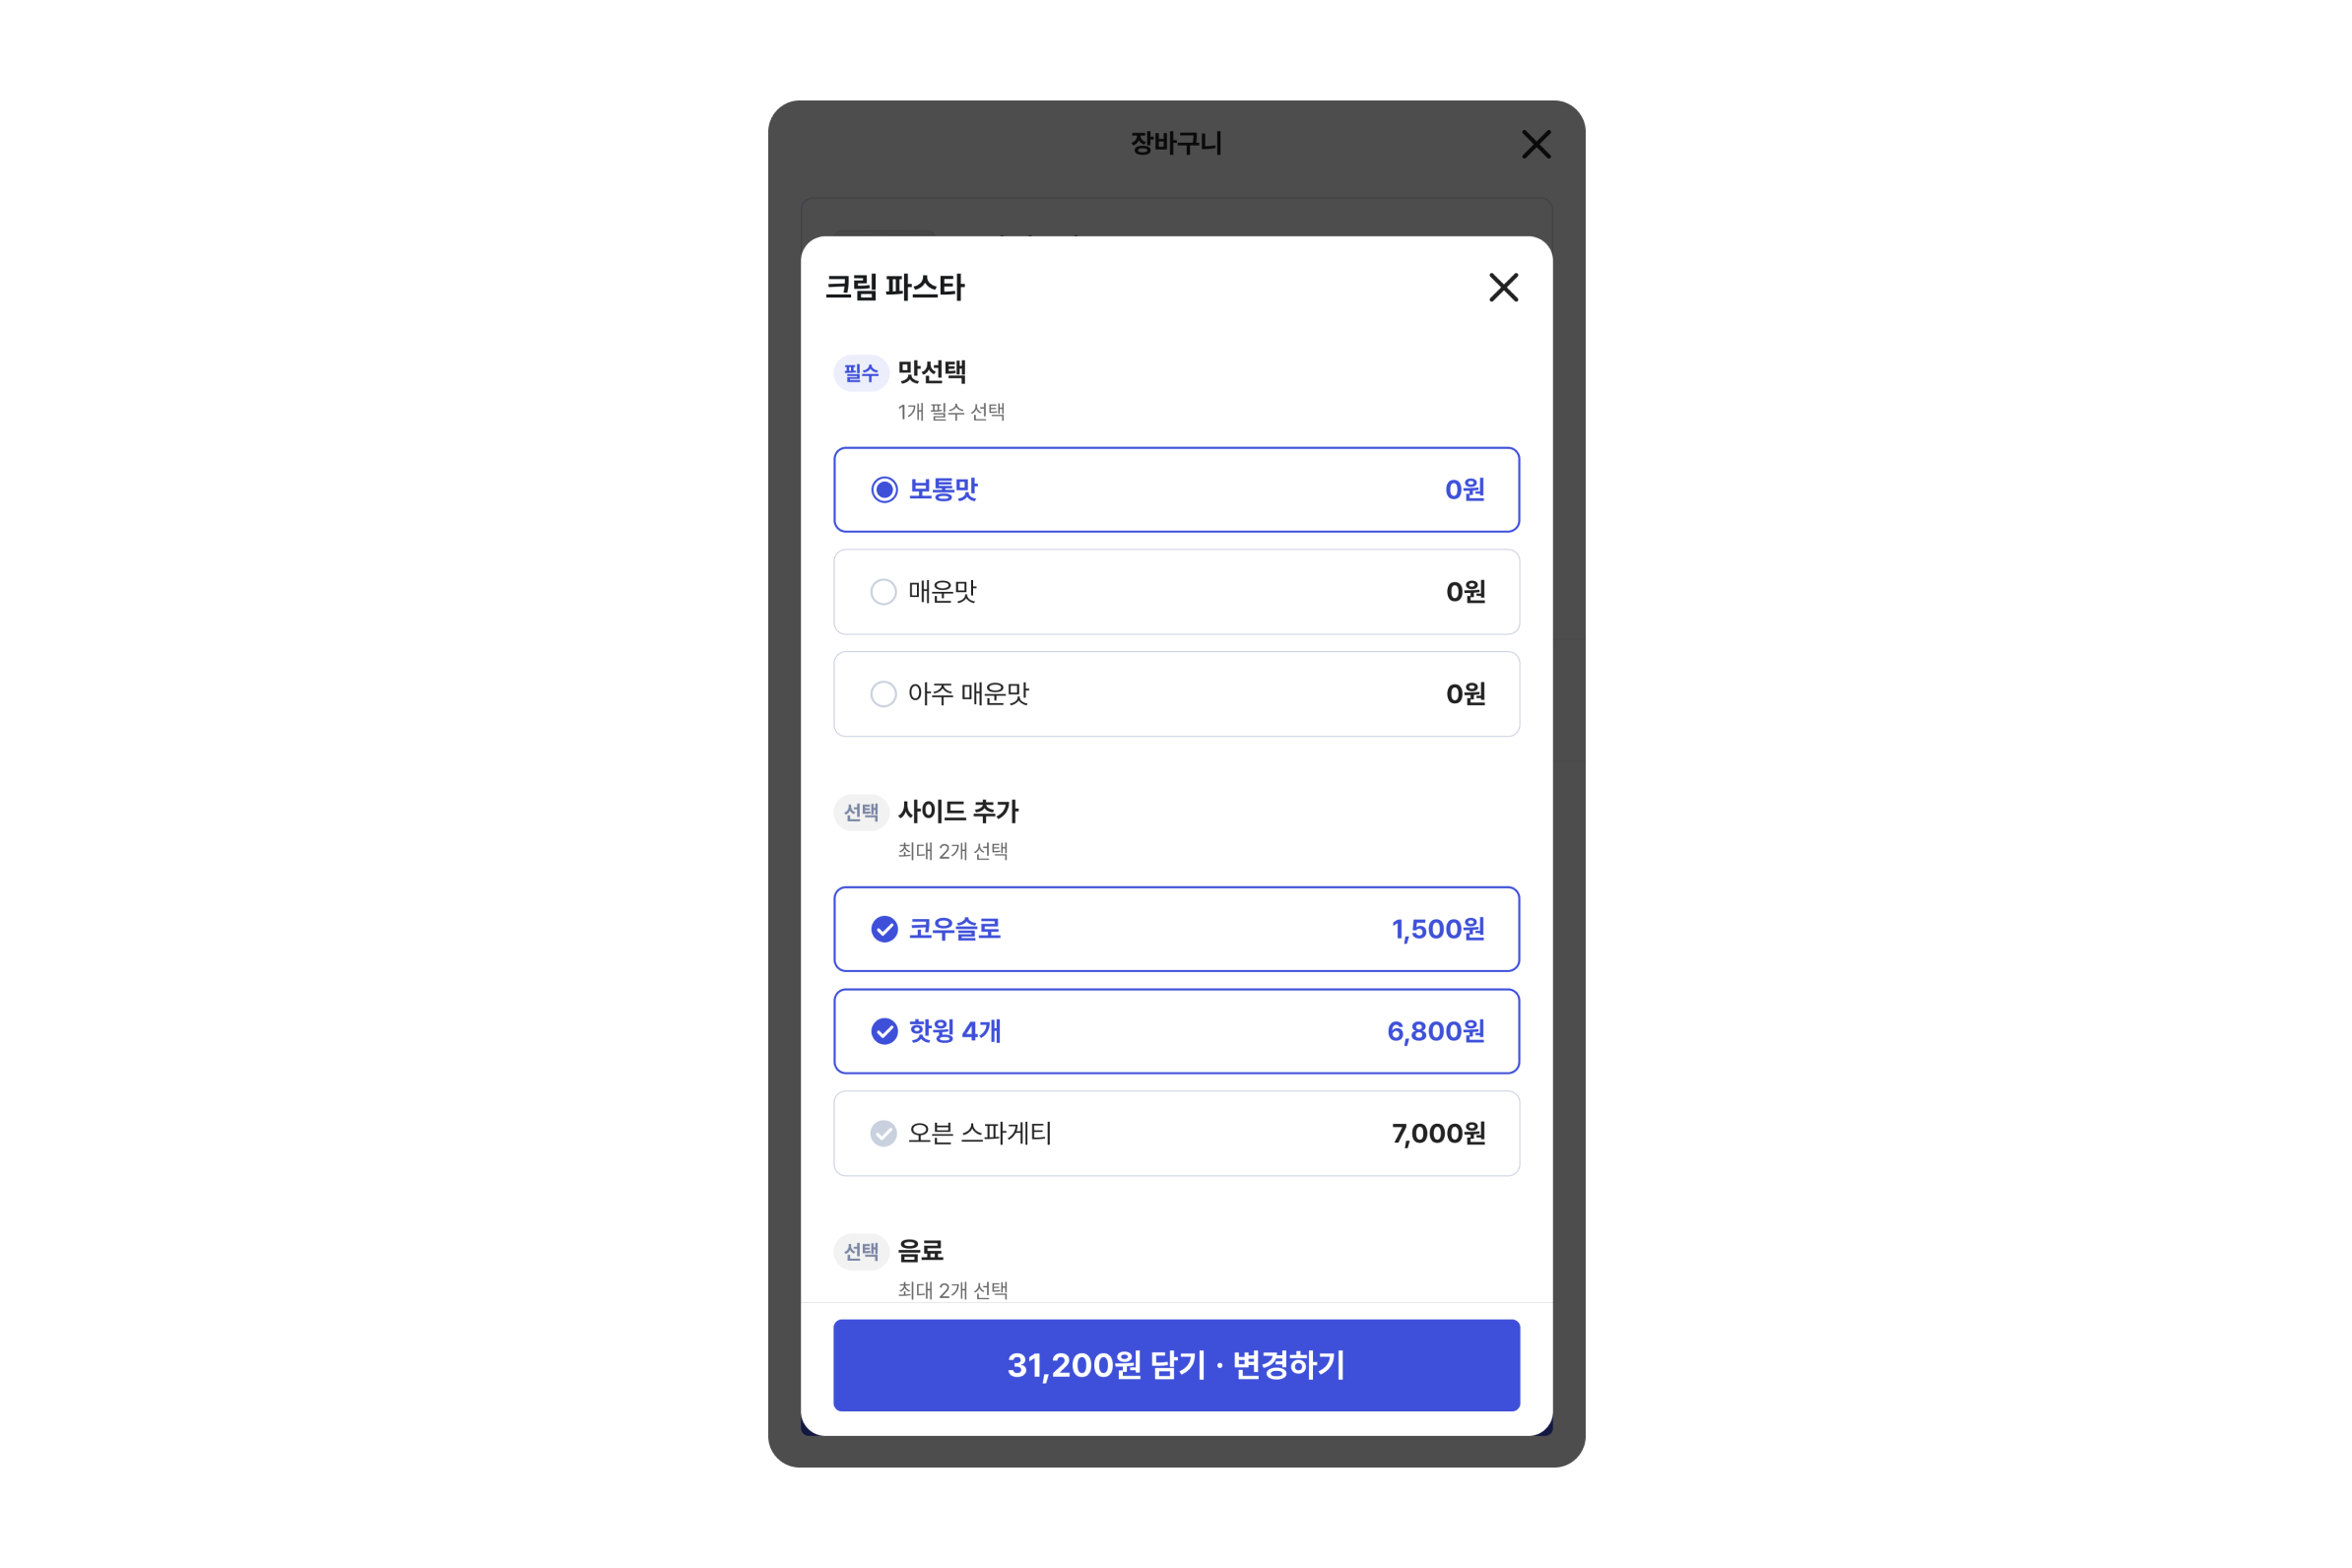 장바구니
크림 파스타
필수 맛선택
1개 필수 선택
보통맛 0원
매운맛 0원
아주 매운맛 0원
선택 사이드 추가
최대 2개 선택
코우슬로 1,500원
핫윙 4개 6,800원
오븐 스파게티 7,000원
선택 음료
최대 2개 선택
31,200원 담기 · 변경하기